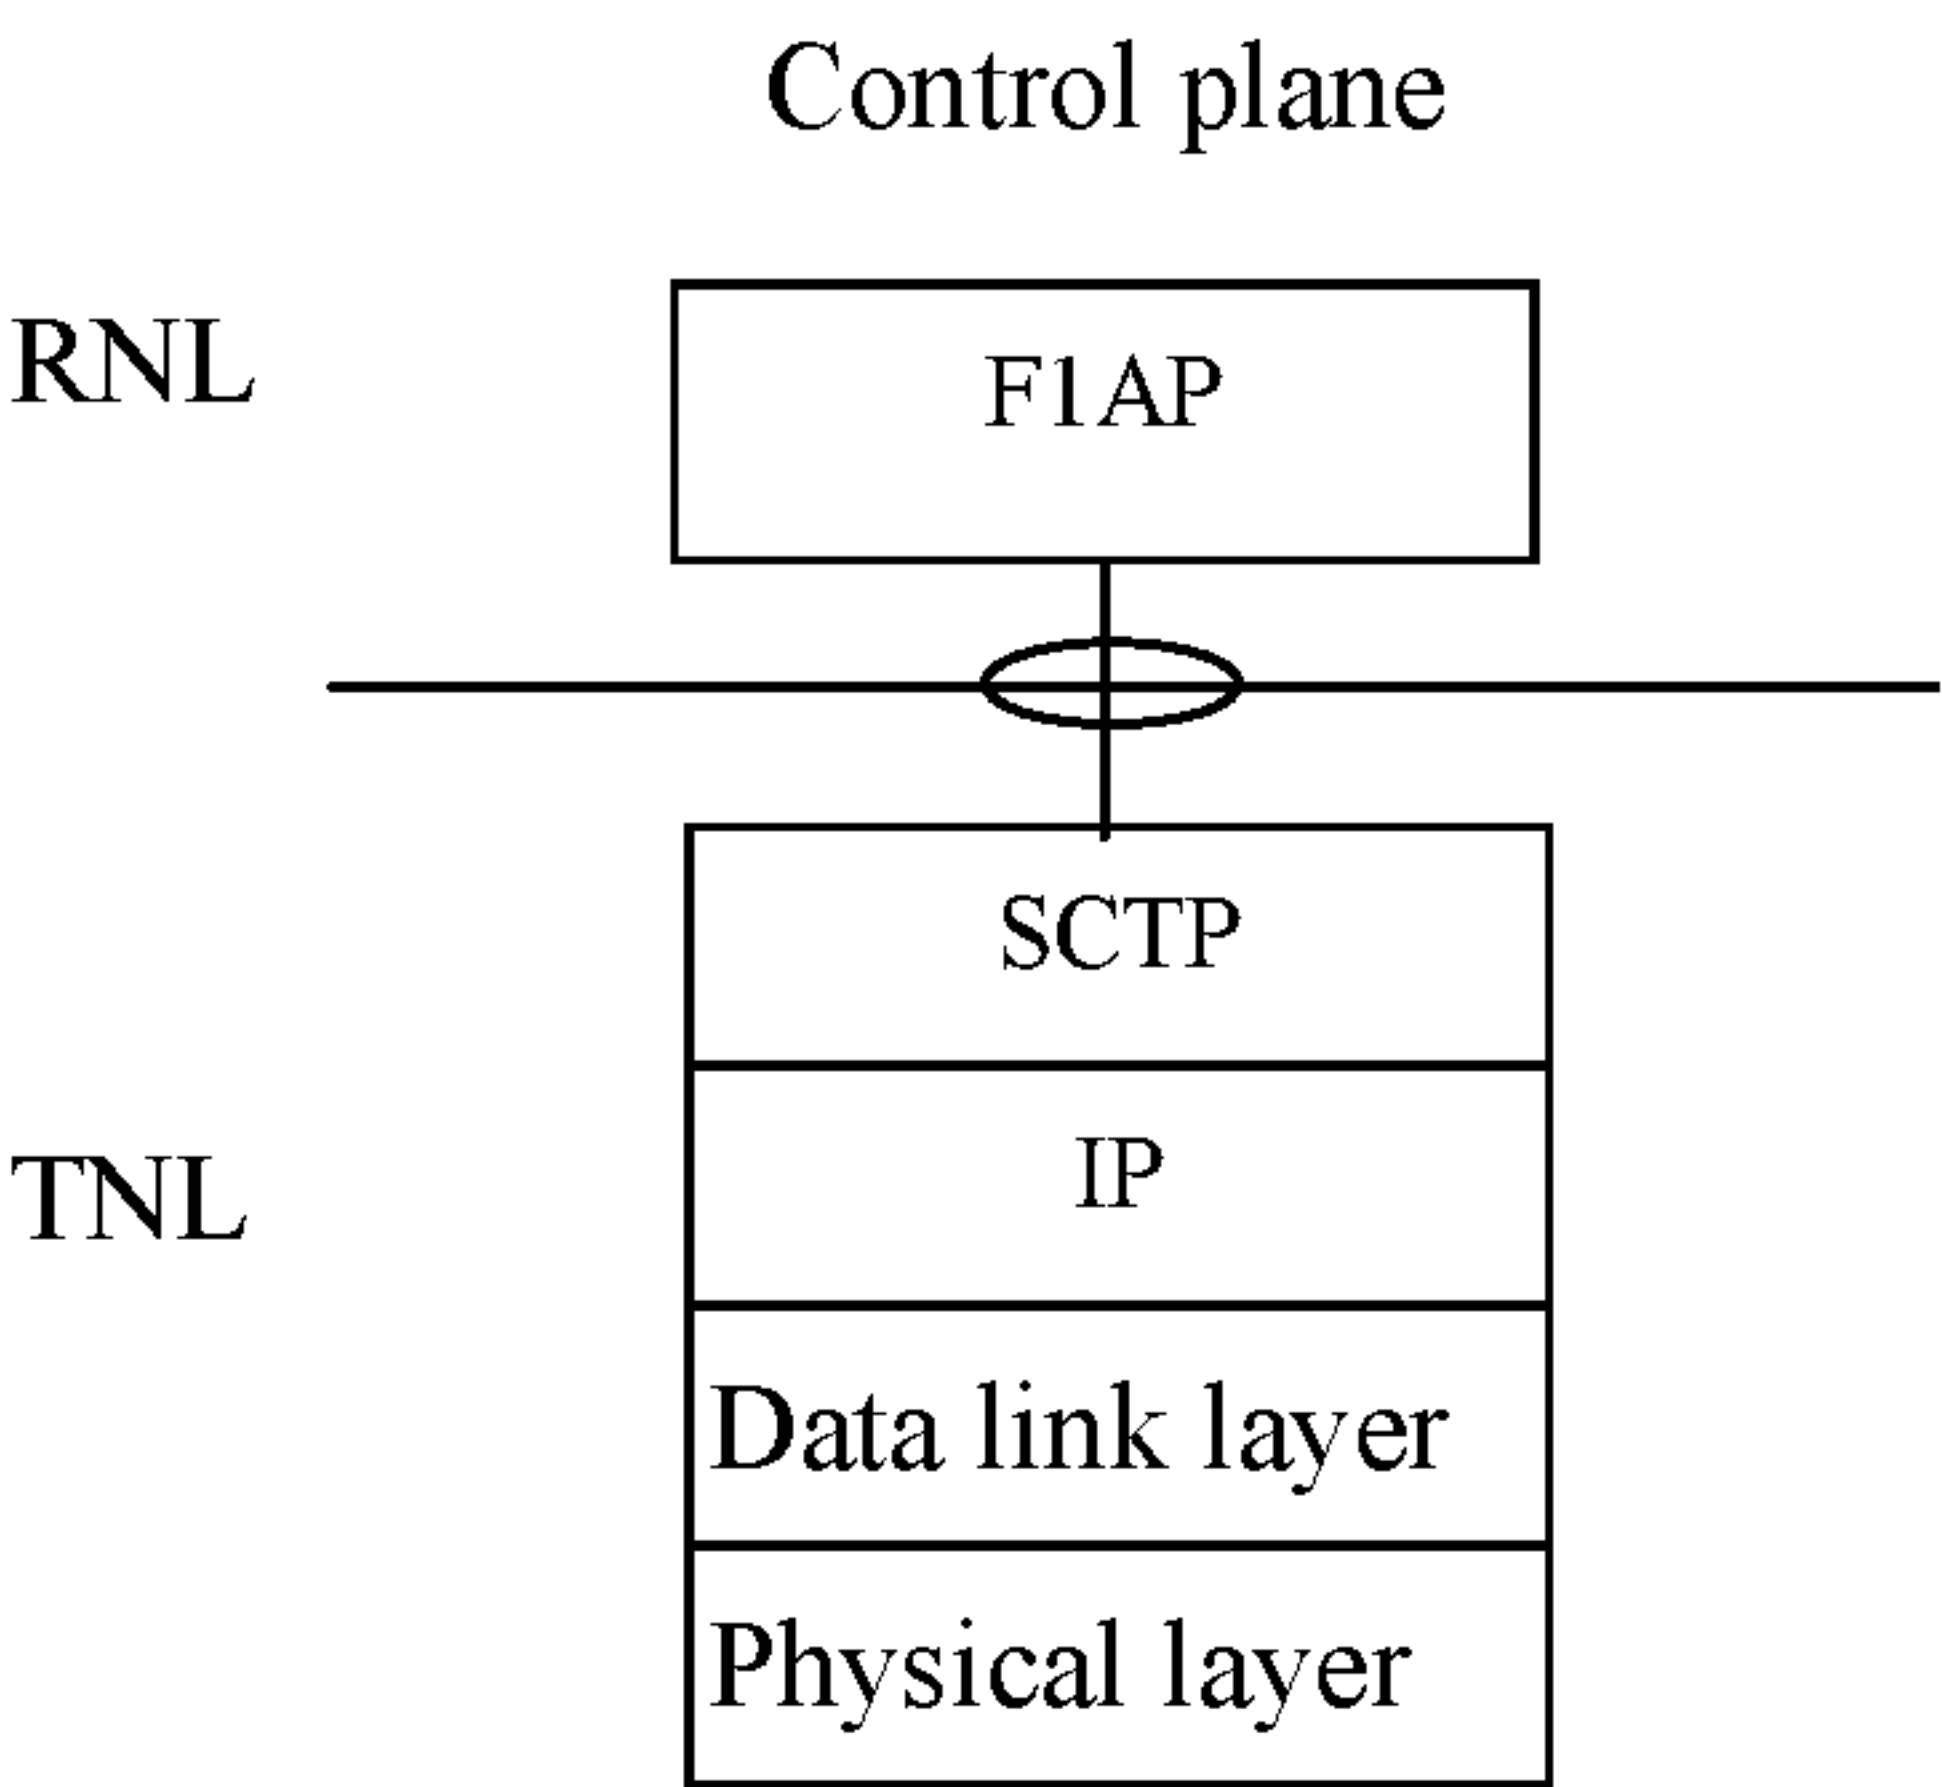 Control plane
RNL
F1AP
SCTP
IP
TNL
Data link layer
Physical layer